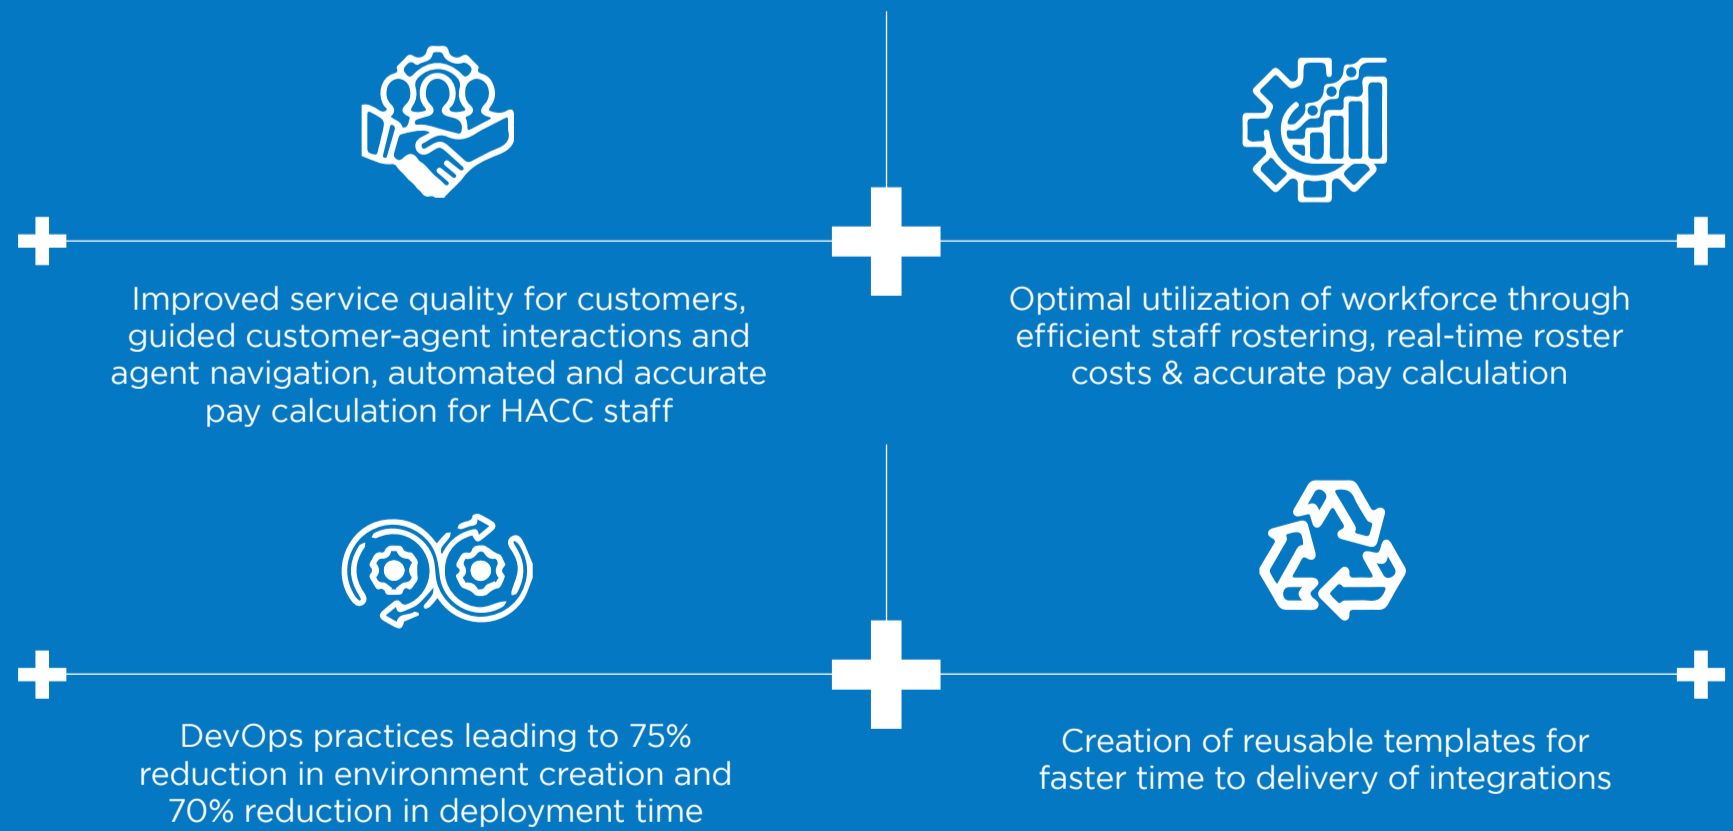 Improved service quality for customers,
guided customer-agent interactions and
agent navigation, automated and accurate
pay calculation for HACC staff
Optimal utilization of workforce through
efficient staff rostering, real-time roster
costs & accurate pay calculation
DevOps practices leading to 75%
reduction in environment creation and
70% reduction in deployment time
Creation of reusable templates for
faster time to delivery of integrations